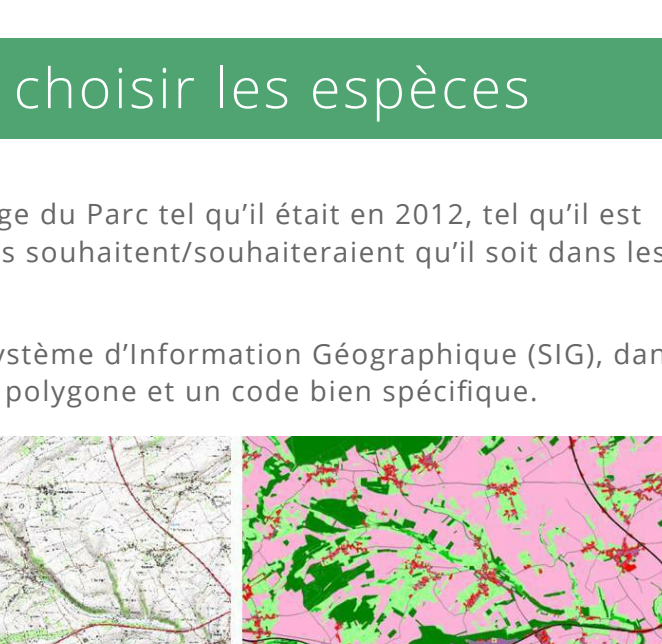 choisir les espèces
ge du Parc tel qu’il était en 2012, tel qu’il est
s souhaitent/souhaiteraient qu’il soit dans les
ystème d’Information Géographique (SIG), dan
polygone et un code bien spécifique.